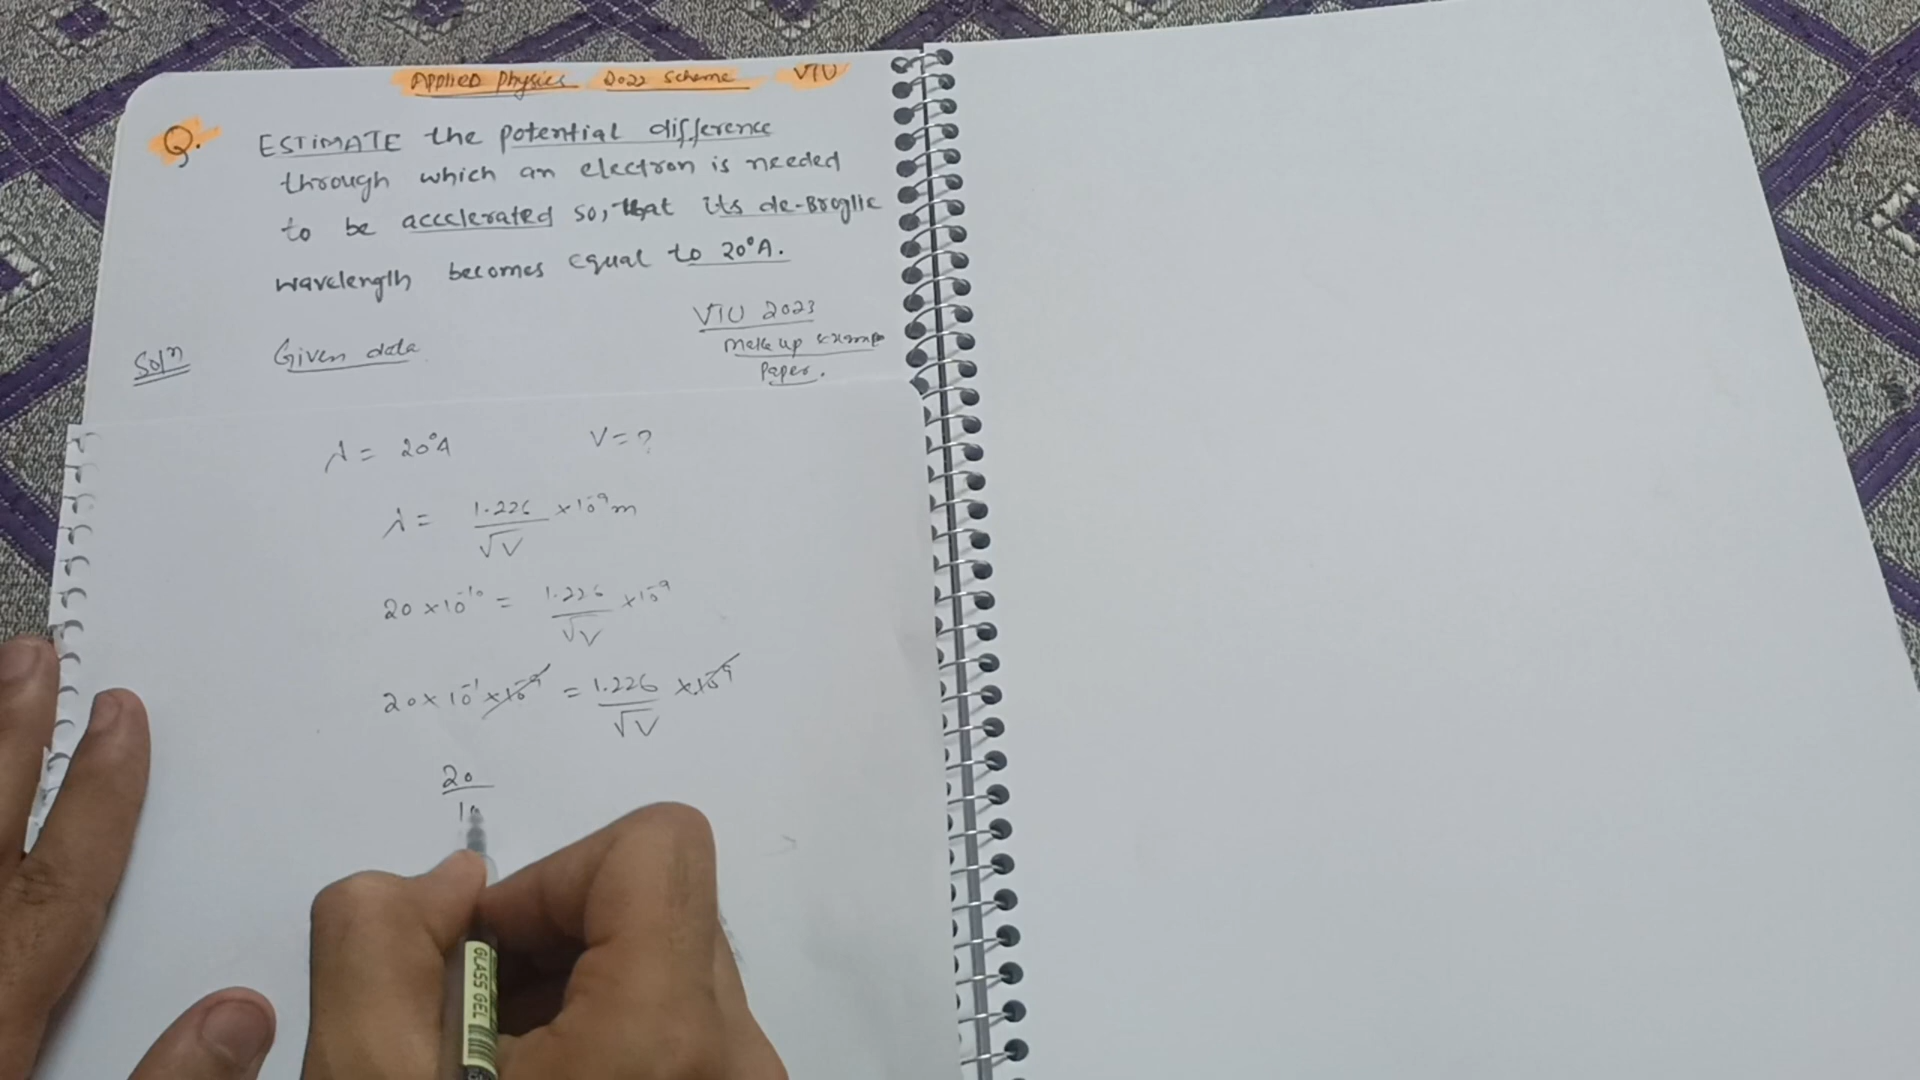 Applied Physics 2022 Scheme VTU
Q. ESTIMATE the potential difference
through which an electron is needed
to be accelerated so, that its de-Broglie
wavelength becomes equal to 20°A.
VTU 2023
Make up
Paper.
Solⁿ Given data
λ = 20°A V = ?
λ = 1.226/√V × 10⁻⁹ m
20 × 10⁻¹⁰ = 1.226/√V × 10⁻⁹
20 × 10⁻¹ × 10⁻⁹ = 1.226/√V × 10⁻⁹
20/10
GLASS GEL